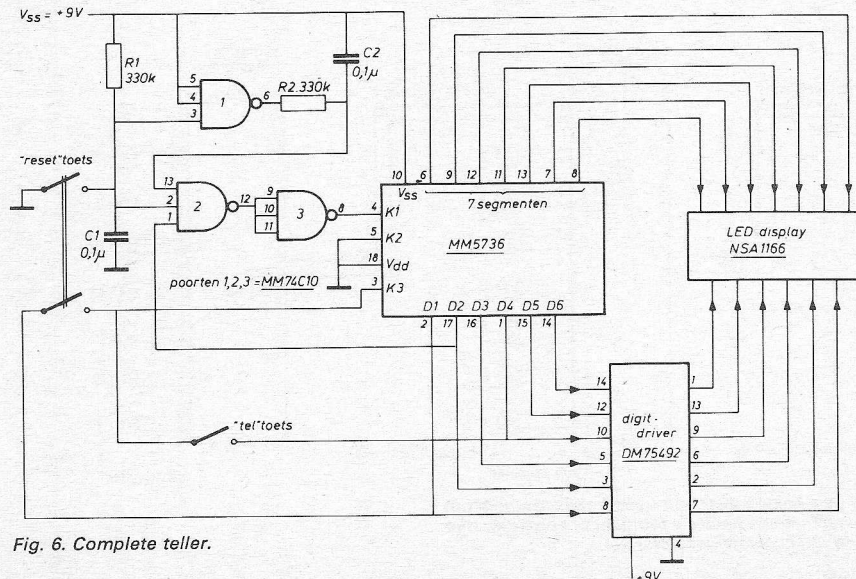 Vss = +9V
R1
330k
C2
0,1µ
5
4
3
1
6
R2.330k
"reset" toets
13
2
1
2
12
9
10
11
3
8
C1
0,1µ
poorten 1,2,3 = MM74C10
10
6
9
12
11
13
7
8
Vss
7 segmenten
4
K1
5
K2
18
Vdd
3
K3
MM5736
D1
D2
D3
D4
D5
D6
2
17
16
1
15
14
LED display
NSA1166
"tel" toets
14
12
10
5
3
8
digit-
driver
DM75492
1
13
9
6
2
7
4
+9V
Fig. 6. Complete teller.